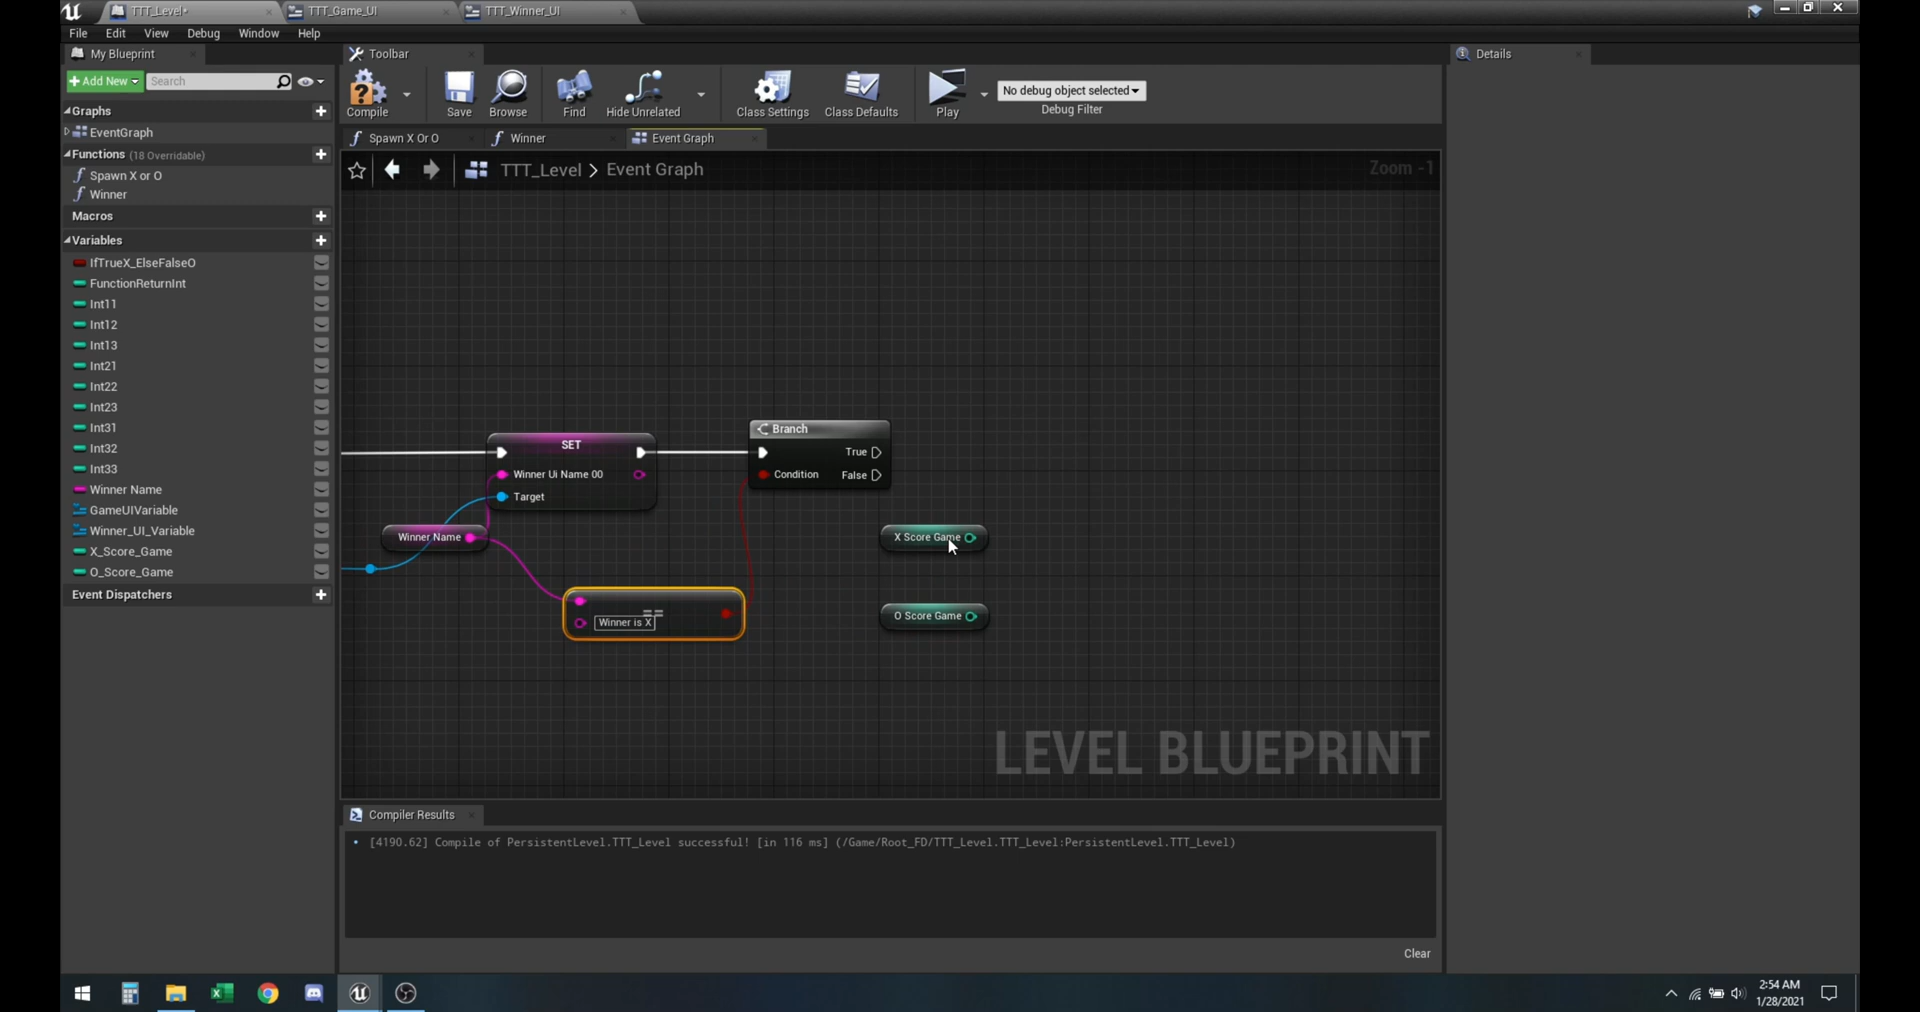 TTT_Level*
TTT_Game_UI
TTT_Winner_UI
File Edit View Debug Window Help
My Blueprint
Toolbar
Details
Add New
Search
Compile
Save
Browse
Find
Hide Unrelated
Class Settings
Class Defaults
Play
No debug object selected
Debug Filter
Graphs
EventGraph
Functions (18 Overridable)
Spawn X or O
Winner
Macros
Variables
IfTrueX_ElseFalseO
FunctionReturnInt
Int11
Int12
Int13
Int21
Int22
Int23
Int31
Int32
Int33
Winner Name
GameUIVariable
Winner_UI_Variable
X_Score_Game
O_Score_Game
Event Dispatchers
Spawn X Or O
Winner
Event Graph
TTT_Level > Event Graph
Zoom -1
SET
Winner Ui Name 00
Target
Branch
True
Condition
False
Winner Name
==
Winner is X
X Score Game
O Score Game
LEVEL BLUEPRINT
Compiler Results
• [4190.62] Compile of PersistentLevel.TTT_Level successful! [in 116 ms] (/Game/Root_FD/TTT_Level.TTT_Level:PersistentLevel.TTT_Level)
Clear
2:54 AM
1/28/2021